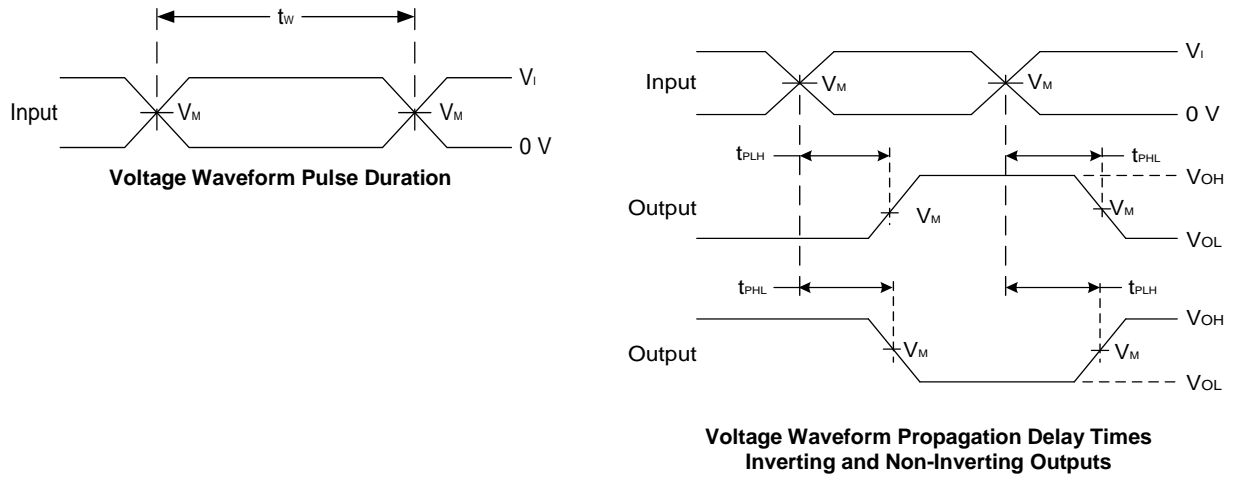 tw
VI
Input
VM
VM
0 V
Voltage Waveform Pulse Duration
VI
Input
VM
VM
0 V
tPLH
tPHL
VOH
Output
VM
VM
VOL
tPHL
tPLH
VOH
Output
VM
VM
VOL
Voltage Waveform Propagation Delay Times
Inverting and Non-Inverting Outputs